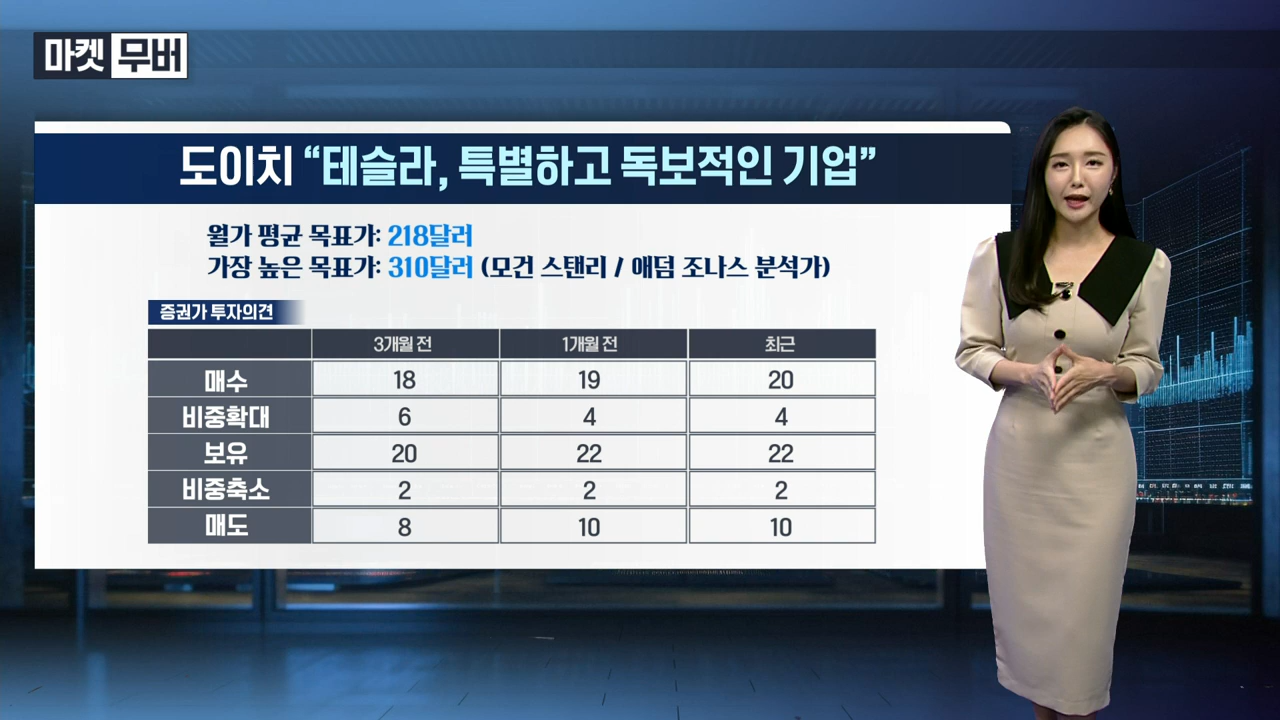 마켓무버
도이치 “테슬라, 특별하고 독보적인 기업”
월가 평균 목표가: 218달러
가장 높은 목표가: 310달러 (모건 스탠리 / 애덤 조나스 분석가)
증권가 투자의견
3개월 전 1개월 전 최근
매수 18 19 20
비중확대 6 4 4
보유 20 22 22
비중축소 2 2 2
매도 8 10 10